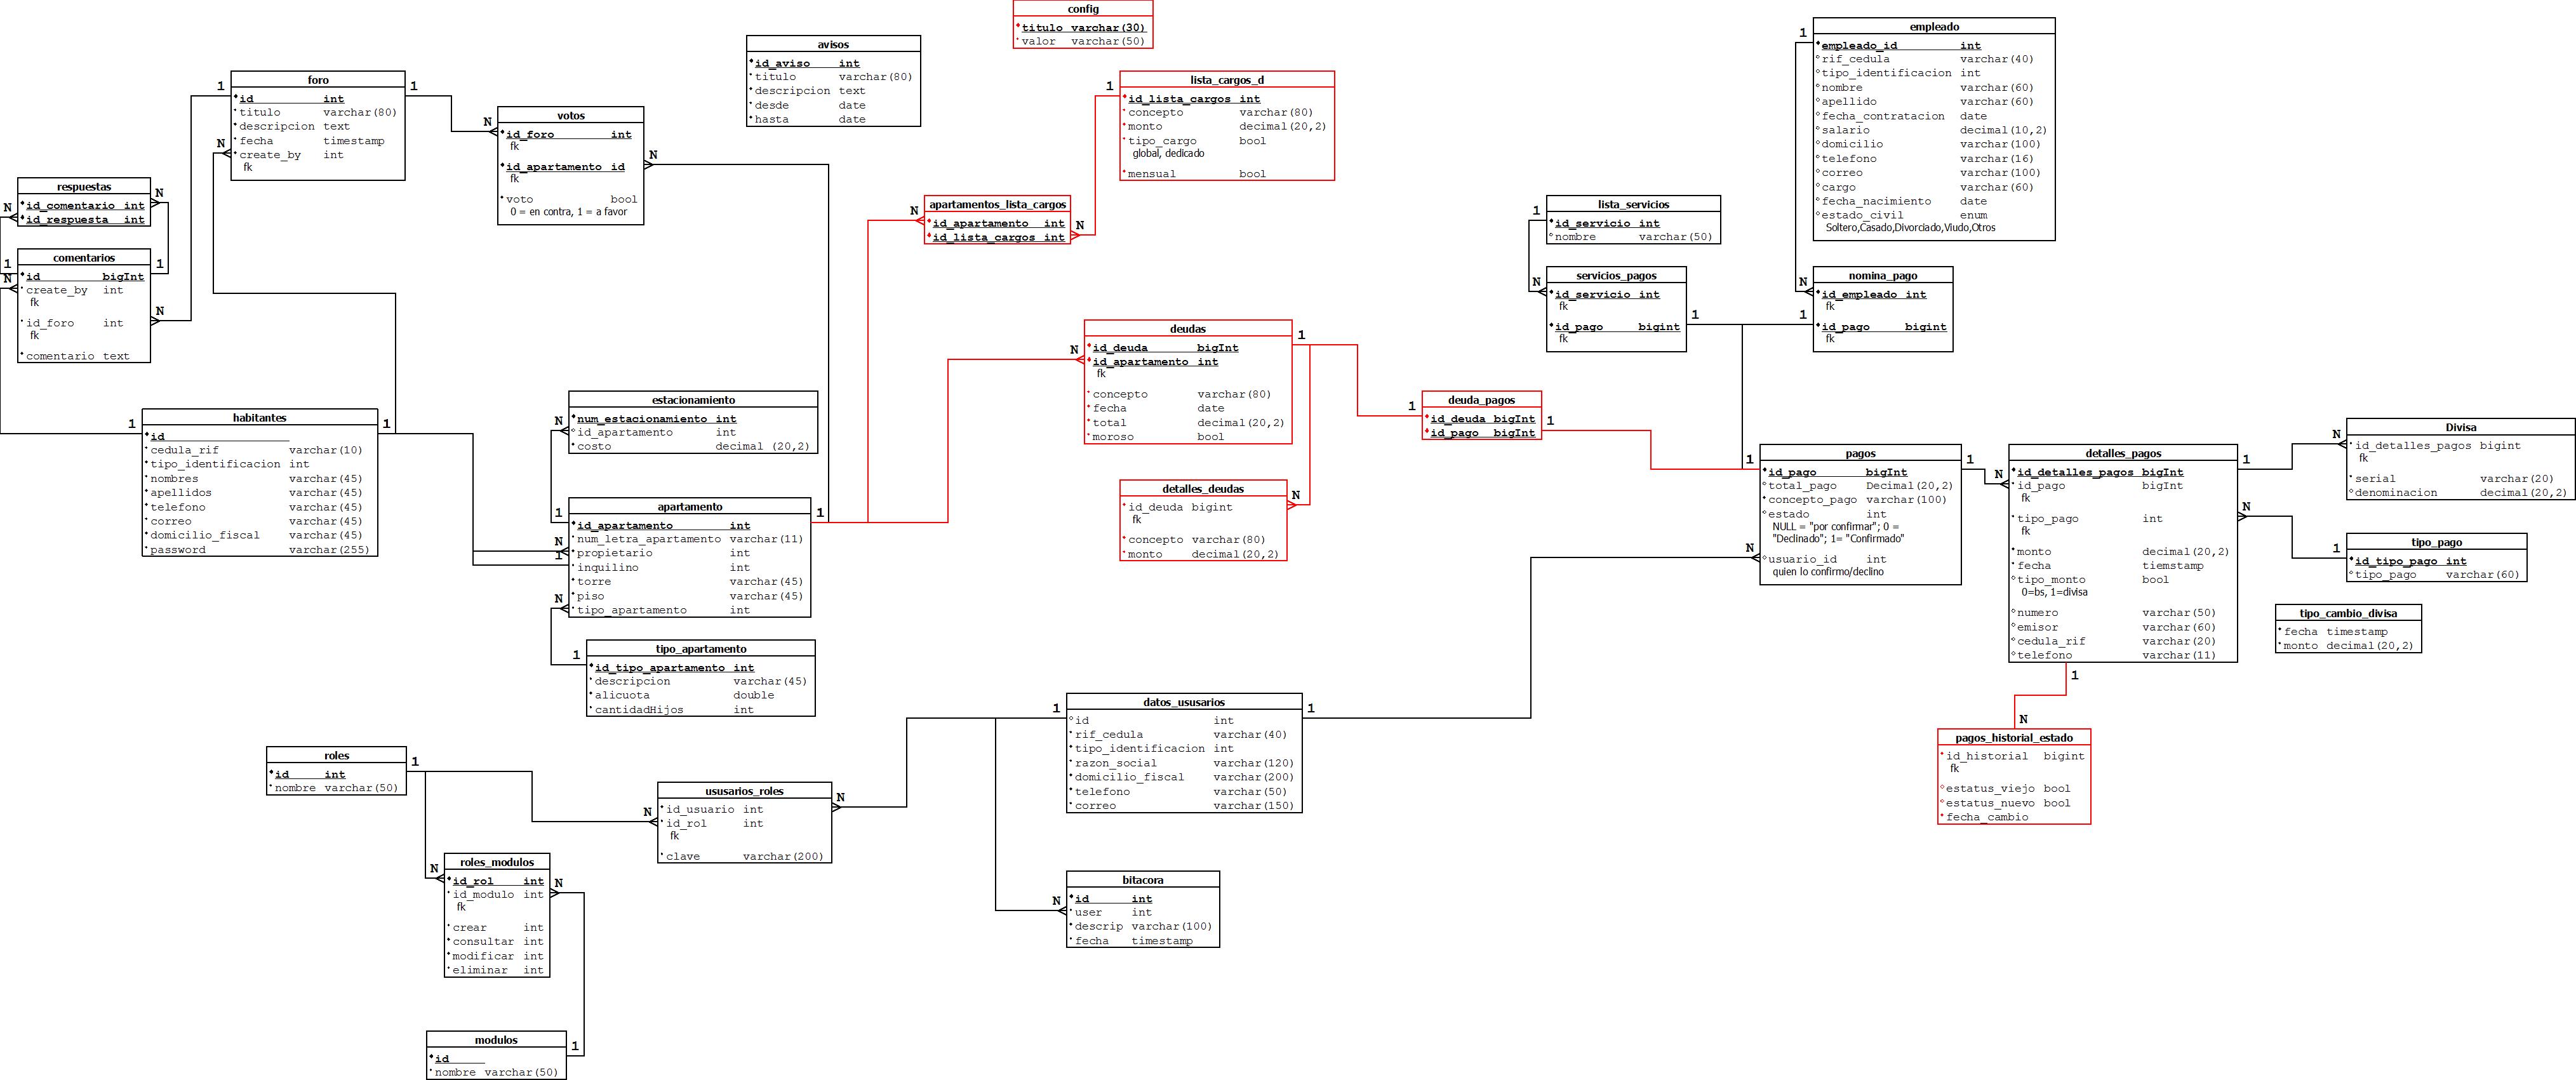 config
titulo varchar(30)
valor varchar(50)
avisos
id_aviso int
titulo varchar(80)
descripcion text
desde date
hasta date
empleado
empleado_id int
rif_cedula varchar(40)
tipo_identificacion int
nombre varchar(60)
apellido varchar(60)
fecha_contratacion date
salario decimal(10,2)
domicilio varchar(100)
telefono varchar(16)
correo varchar(100)
cargo varchar(60)
fecha_nacimiento date
estado_civil enum
Soltero,Casado,Divorciado,Viudo,Otros
1
foro
id int
titulo varchar(80)
descripcion text
fecha timestamp
create_by int
fk
1
1
N
votos
id_foro int
fk
id_apartamento id
fk
voto bool
0 = en contra, 1 = a favor
N
N
lista_cargos_d
id_lista_cargos int
concepto varchar(80)
monto decimal(20,2)
tipo_cargo bool
global, dedicado
mensual bool
1
respuestas
id_comentario int
id_respuesta int
N
N
comentarios
id bigInt
create_by int
fk
id_foro int
fk
comentario text
1
N
1
N
apartamentos_lista_cargos
id_apartamento int
id_lista_cargos int
N
N
lista_servicios
id_servicio int
nombre varchar(50)
1
servicios_pagos
id_servicio int
fk
id_pago bigint
fk
N
1
nomina_pago
id_empleado int
fk
id_pago bigint
fk
N
1
deudas
id_deuda bigInt
id_apartamento int
fk
concepto varchar(80)
fecha date
total decimal(20,2)
moroso bool
N
1
deuda_pagos
id_deuda bigInt
id_pago bigInt
1
1
habitantes
id
cedula_rif varchar(10)
tipo_identificacion int
nombres varchar(45)
apellidos varchar(45)
telefono varchar(45)
correo varchar(45)
domicilio_fiscal varchar(45)
password varchar(255)
1
1
estacionamiento
num_estacionamiento int
id_apartamento int
costo decimal (20,2)
N
apartamento
id_apartamento int
num_letra_apartamento varchar(11)
propietario int
inquilino int
torre varchar(45)
piso varchar(45)
tipo_apartamento int
1
N
1
N
1
detalles_deudas
id_deuda bigint
fk
concepto varchar(80)
monto decimal(20,2)
N
pagos
id_pago bigInt
total_pago Decimal(20,2)
concepto_pago varchar(100)
estado int
NULL = "por confirmar"; 0 =
"Declinado"; 1= "Confirmado"
usuario_id int
quien lo confirmo/declino
1
N
1
detalles_pagos
id_detalles_pagos bigInt
id_pago bigInt
fk
tipo_pago int
fk
monto decimal(20,2)
fecha tiemstamp
tipo_monto bool
0=bs, 1=divisa
numero varchar(50)
emisor varchar(60)
cedula_rif varchar(20)
telefono varchar(11)
N
1
N
1
Divisa
id_detalles_pagos bigint
fk
serial varchar(20)
denominacion decimal(20,2)
N
tipo_pago
id_tipo_pago int
tipo_pago varchar(60)
1
tipo_cambio_divisa
fecha timestamp
monto decimal(20,2)
tipo_apartamento
id_tipo_apartamento int
descripcion varchar(45)
alicuota double
cantidadHijos int
1
datos_ususarios
id int
rif_cedula varchar(40)
tipo_identificacion int
razon_social varchar(120)
domicilio_fiscal varchar(200)
telefono varchar(50)
correo varchar(150)
1
1
pagos_historial_estado
id_historial bigint
fk
estatus_viejo bool
estatus_nuevo bool
fecha_cambio
N
roles
id int
nombre varchar(50)
1
ususarios_roles
id_usuario int
id_rol int
fk
clave varchar(200)
N
N
roles_modulos
id_rol int
id_modulo int
fk
crear int
consultar int
modificar int
eliminar int
N
N
bitacora
id int
user int
descrip varchar(100)
fecha timestamp
N
modulos
id
nombre varchar(50)
1